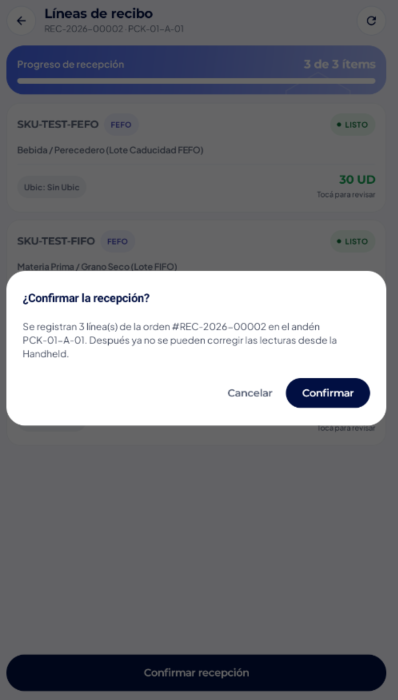 Líneas de recibo
REC-2026-00002 · PCK-01-A-01
Progreso de recepción
3 de 3 ítems
SKU-TEST-FEFO
FEFO
LISTO
Bebida / Perecedero (Lote Caducidad FEFO)
30 UD
Ubic: Sin Ubic
Tocá para revisar
SKU-TEST-FIFO
FEFO
LISTO
Materia Prima / Grano Seco (Lote FIFO)
¿Confirmar la recepción?
Se registran 3 línea(s) de la orden #REC-2026-00002 en el andén
PCK-01-A-01. Después ya no se pueden corregir las lecturas desde la
Handheld.
Cancelar
Confirmar
Tocá para revisar
Confirmar recepción